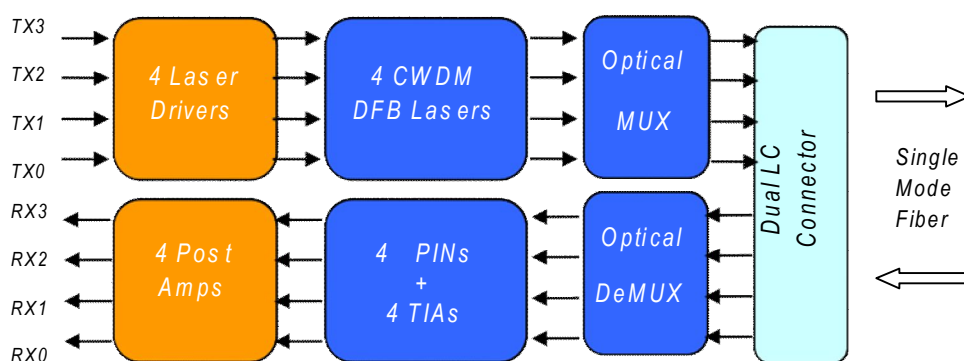 TX3
TX2
TX1
TX0
4 Laser
Drivers
4 CWDM
DFB Lasers
Optical
MUX
Dual LC
Connector
Single
Mode
Fiber
RX3
RX2
RX1
RX0
4 Post
Amps
4 PINs
+
4 TIAs
Optical
DeMUX